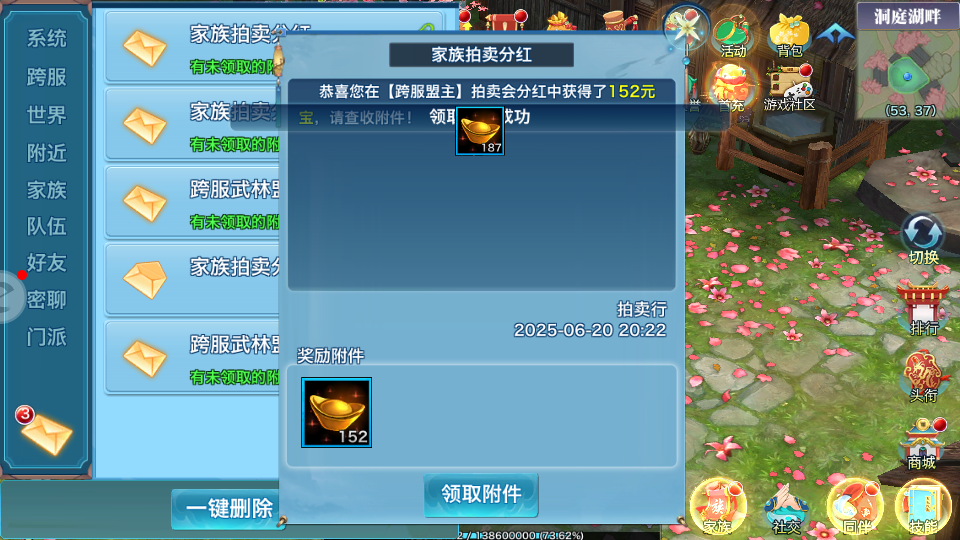 系统
跨服
世界
附近
家族
队伍
好友
密聊
门派
3
家族拍卖分红
有未领取的附
家族拍卖
有未领取的附
跨服武林盟
有未领取的附
家族拍卖分
跨服武林盟
有未领取的附
一键删除
家族拍卖分红
恭喜您在【跨服盟主】拍卖会分红中获得了152元
宝，请查收附件！
领取
成功
187
拍卖行
2025-06-20 20:22
奖励附件
152
领取附件
活动
背包
首充
游戏社区
誉
洞庭湖畔
(53, 37)
切换
排行
头衔
商城
家族
社交
同伴
技能
138600000 (73.62%)